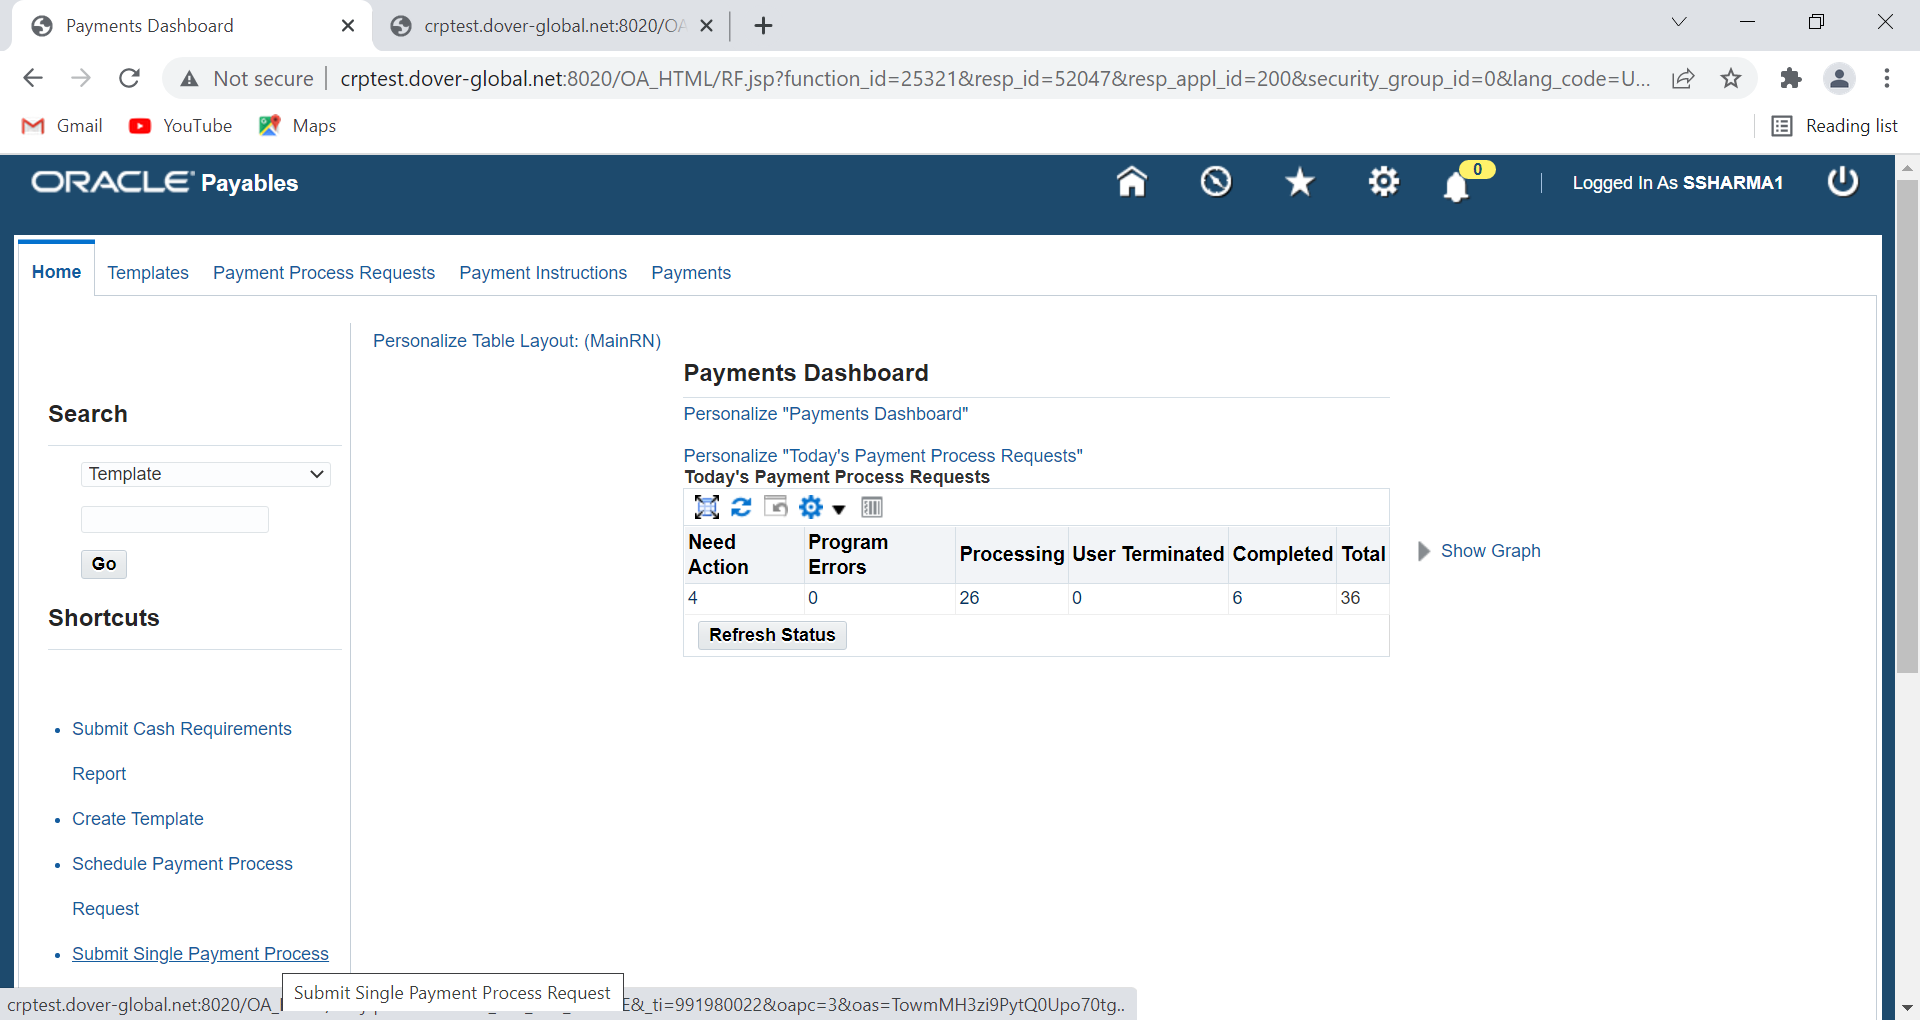 Payments Dashboard
crptest.dover-global.net:8020/OA
Not secure
crptest.dover-global.net:8020/OA_HTML/RF.jsp?function_id=25321&resp_id=52047&resp_appl_id=200&security_group_id=0&lang_code=U...
Gmail
YouTube
Maps
Reading list
ORACLE Payables
0
Logged In As SSHARMA1
Home
Templates
Payment Process Requests
Payment Instructions
Payments
Search
Template
Go
Shortcuts
Submit Cash Requirements
Report
Create Template
Schedule Payment Process
Request
Submit Single Payment Process
Personalize Table Layout: (MainRN)
Payments Dashboard
Personalize "Payments Dashboard"
Personalize "Today's Payment Process Requests"
Today's Payment Process Requests
Need Action Program Errors Processing User Terminated Completed Total
4 0 26 0 6 36
Refresh Status
Show Graph
Submit Single Payment Process Request
crptest.dover-global.net:8020/OA_
E&_ti=991980022&oapc=3&oas=TowmMH3zi9PytQ0Upo70tg..